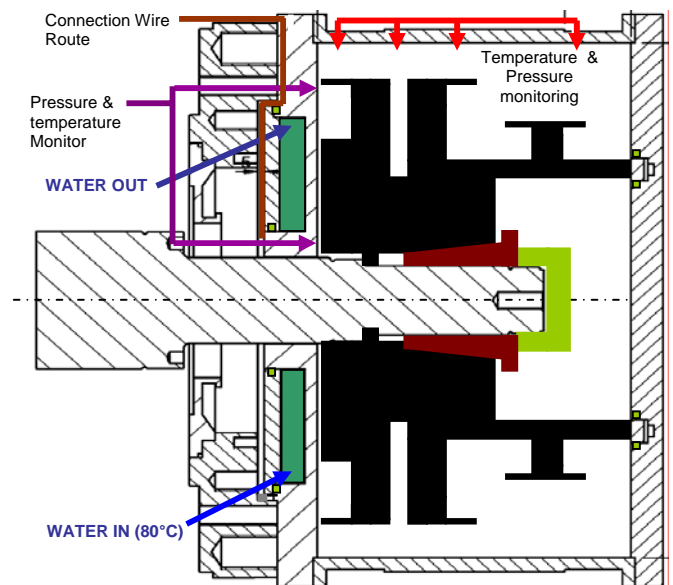 Connection Wire
Route
Temperature &
Pressure
monitoring
Pressure &
temperature
Monitor
WATER OUT
WATER IN (80°C)